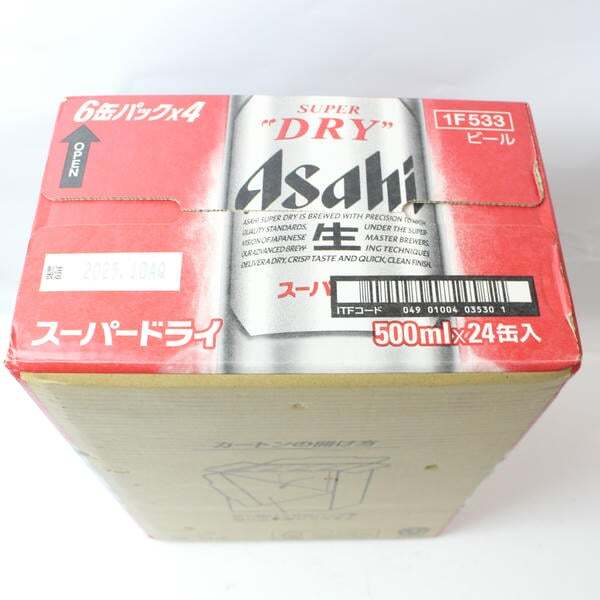 6缶パック×4
OPEN
SUPER
"DRY"
Asahi
1F533
ビール
ASAHI SUPER DRY IS BREWED WITH PRECISION TO HIGH
QUALITY STANDARDS, UNDER THE SUPER-
VISION OF JAPANESE MASTER BREWERS,
OUR ADVANCED BREW- ING TECHNIQUES
DELIVER A DRY, CRISP TASTE AND QUICK, CLEAN FINISH.
生
スーパ
ITFコード 049 01004 03530 1
スーパードライ
500ml×24缶入
カートンの開け方